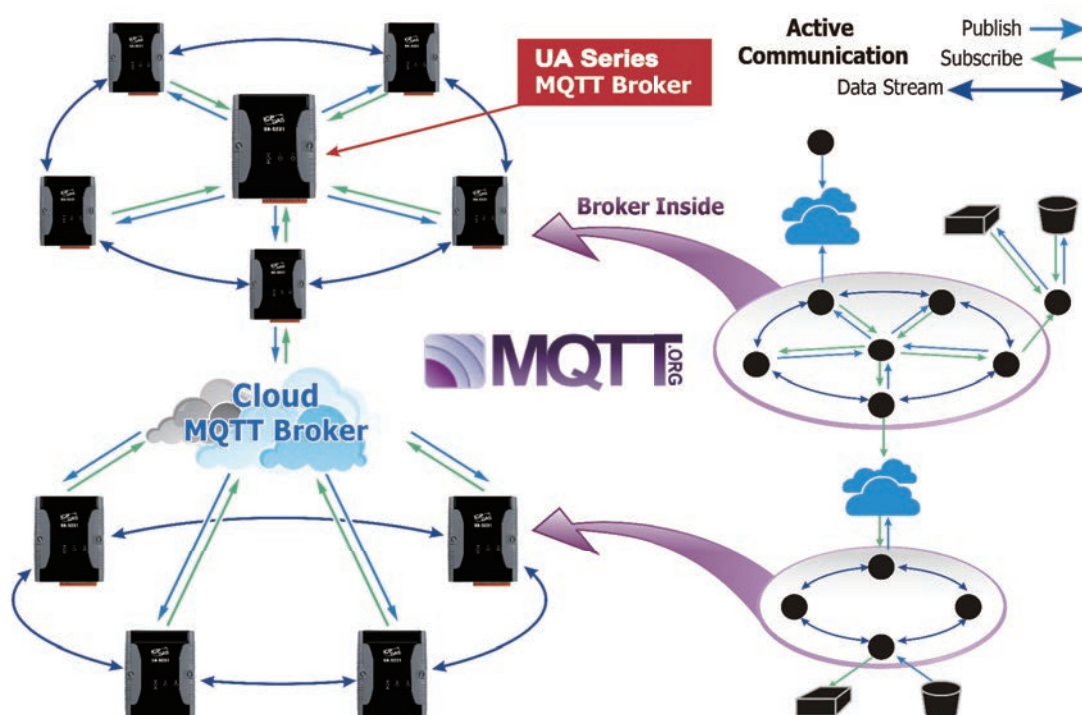 UA Series
MQTT Broker
Active
Communication
Publish
Subscribe
Data Stream
Broker Inside
MQTT
.ORG
Cloud
MQTT Broker